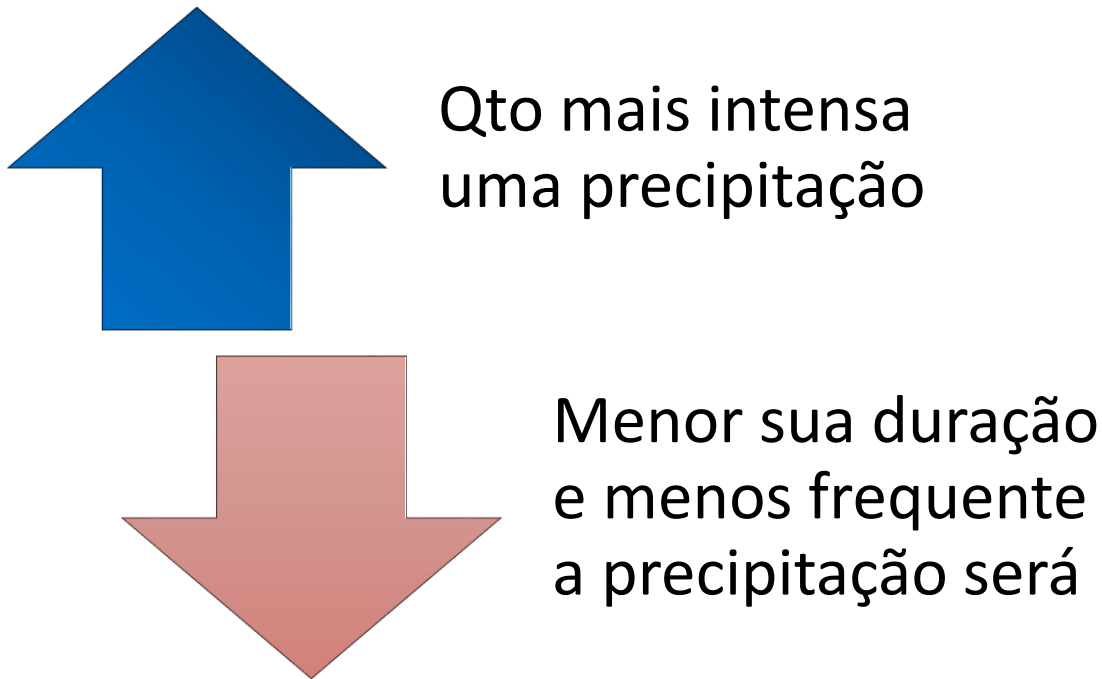 Qto mais intensa
uma precipitação
Menor sua duração
e menos frequente
a precipitação será